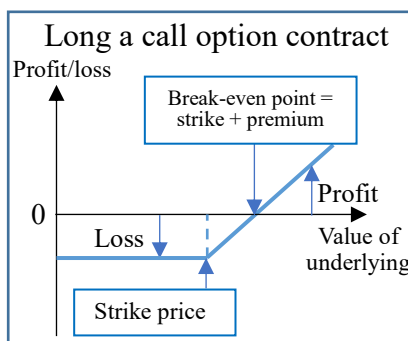 Long a call option contract
Profit/loss
Break-even point =
strike + premium
0
Profit
Loss
Value of
underlying
Strike price